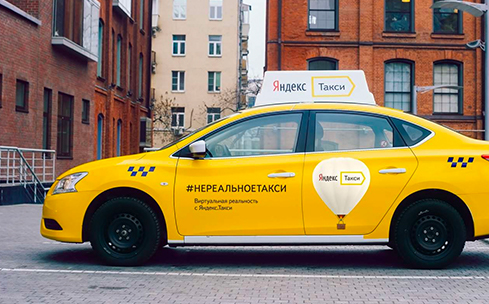 Яндекс Такси
#НЕРЕАЛЬНОЕТАКСИ
Виртуальная реальность
с Яндекс.Такси
Яндекс Такси